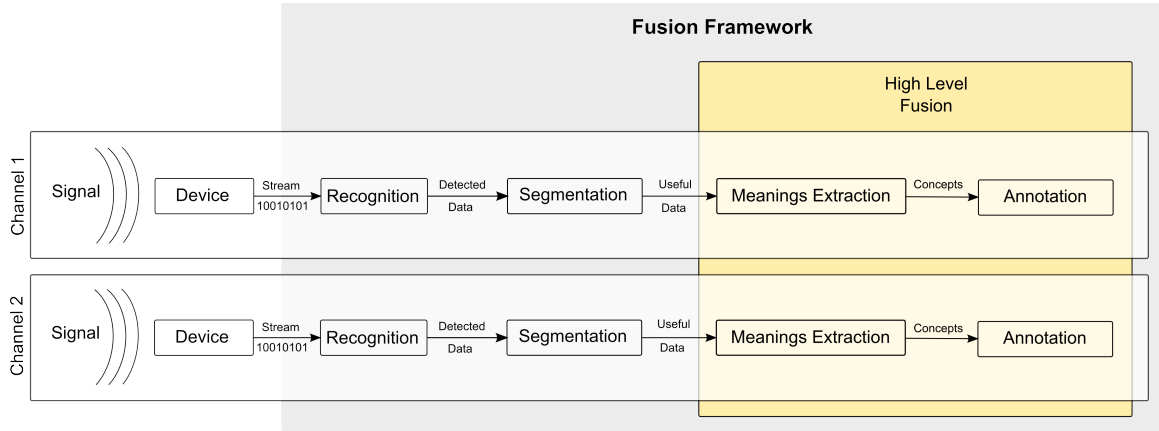 Fusion Framework
High Level
Fusion
Channel 1
Signal
Device
Stream
10010101
Recognition
Detected
Data
Segmentation
Useful
Data
Meanings Extraction
Concepts
Annotation
Channel 2
Signal
Device
Stream
10010101
Recognition
Detected
Data
Segmentation
Useful
Data
Meanings Extraction
Concepts
Annotation